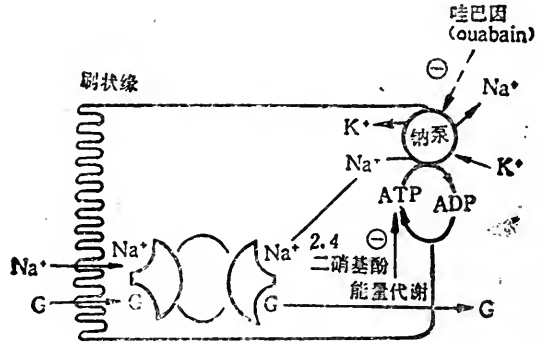 哇巴因
(ouabain)
刷状缘
⊖
Na⁺
K⁺
钠泵
Na⁺
K⁺
ATP
ADP
Na⁺
Na⁺
Na⁺
2.4
⊖
二硝基酚
G
G
G
能量代谢
G